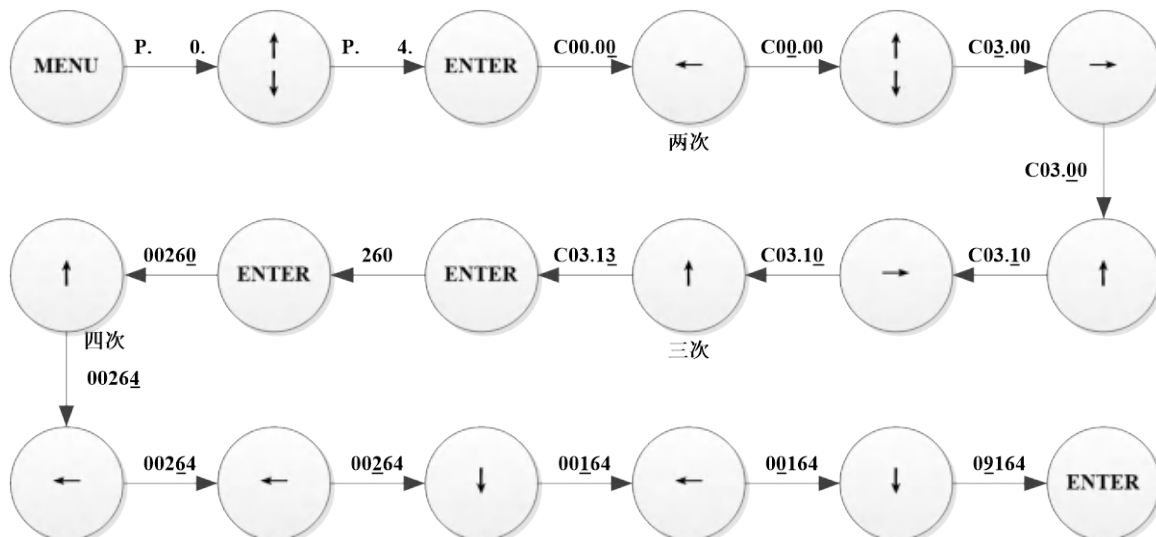 MENU P. 0. ↑ ↓ P. 4. ENTER C00.00 ← C00.00 ↑ ↓ C03.00 →
两次
C03.00
↑ 00260 ENTER 260 ENTER C03.13 ↑ C03.10 → C03.10 ↑
四次 三次
00264
← 00264 ← 00264 ↓ 00164 ← 00164 ↓ 09164 ENTER